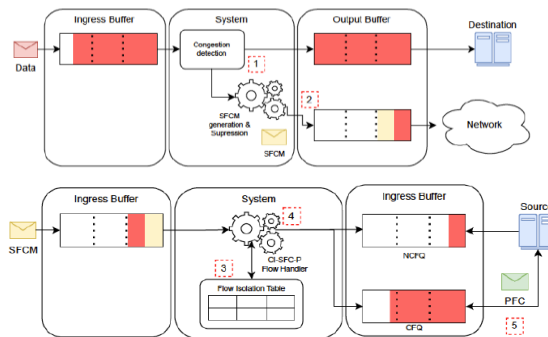 Ingress Buffer
System
Output Buffer
Destination
Data
Congestion
detection
1
SFCM
generation &
Supression
SFCM
2
Network
Ingress Buffer
System
Ingress Buffer
Source
SFCM
4
CI-SFC-P
Flow Handler
3
Flow Isolation Table
NCFQ
CFQ
PFC
5